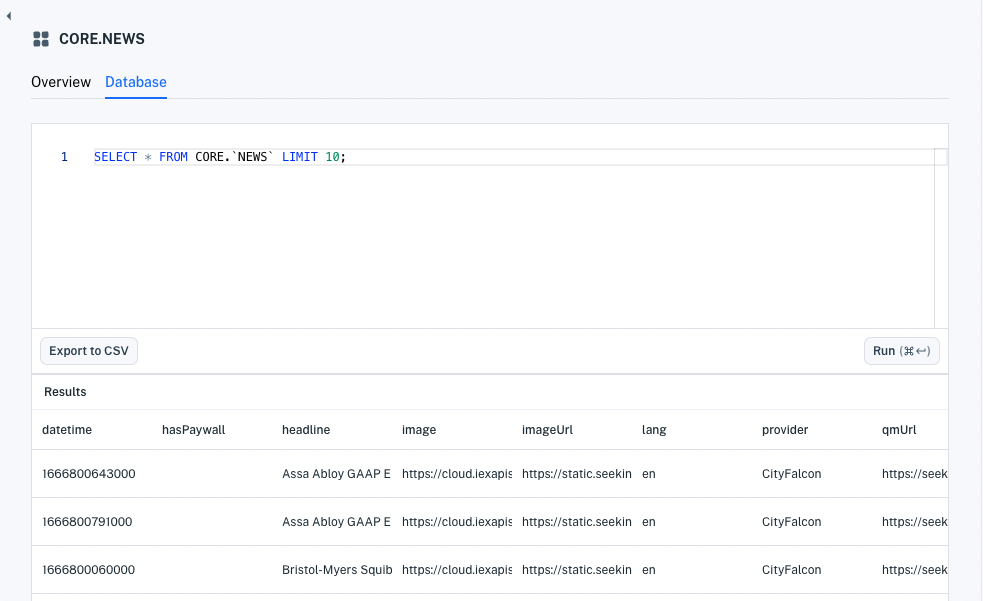 CORE.NEWS
Overview Database
1 SELECT * FROM CORE.`NEWS` LIMIT 10;
Export to CSV Run (⌘↩)
Results
datetime hasPaywall headline image imageUrl lang provider qmUrl
1666800643000 Assa Abloy GAAP E https://cloud.iexapis https://static.seekin en CityFalcon https://seek
1666800791000 Assa Abloy GAAP E https://cloud.iexapis https://static.seekin en CityFalcon https://seek
1666800060000 Bristol-Myers Squib https://cloud.iexapis https://static.seekin en CityFalcon https://seek